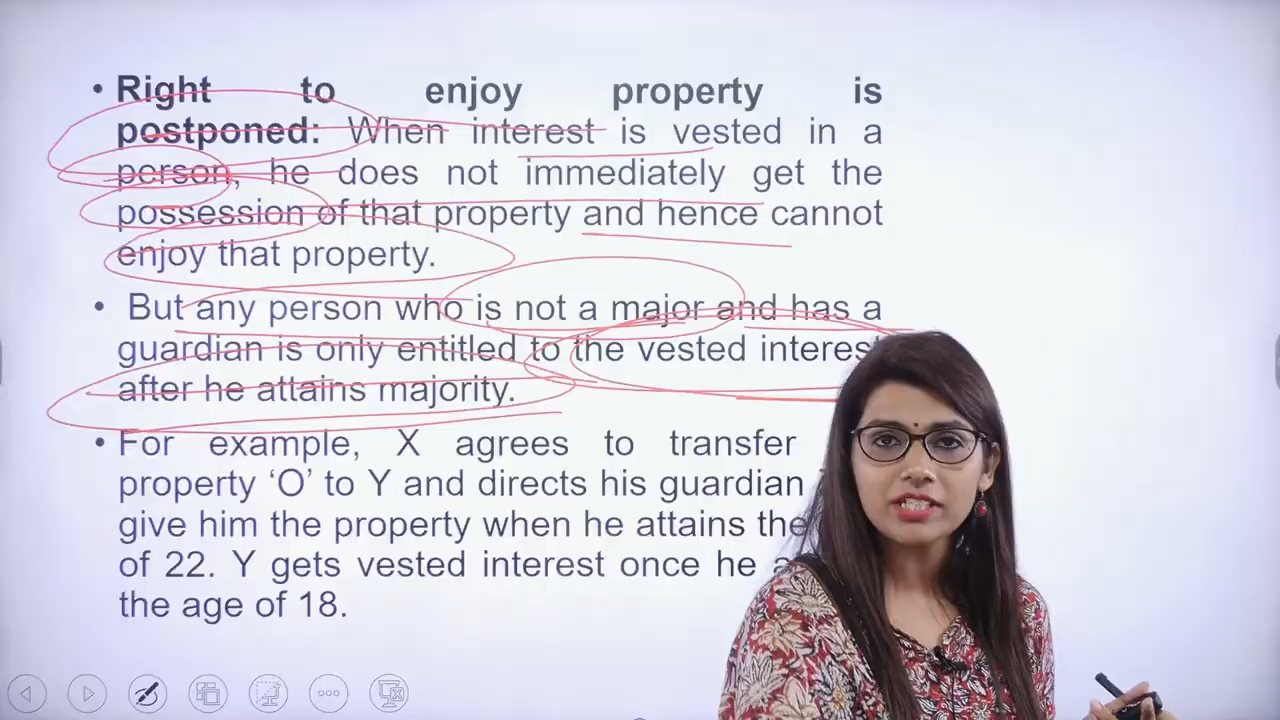 • Right to enjoy property is
postponed: When interest is vested in a
person, he does not immediately get the
possession of that property and hence cannot
enjoy that property.
• But any person who is not a major and has a
guardian is only entitled to the vested interest
after he attains majority.
• For example, X agrees to transfer
property ‘O’ to Y and directs his guardian
give him the property when he attains the
of 22. Y gets vested interest once he
the age of 18.